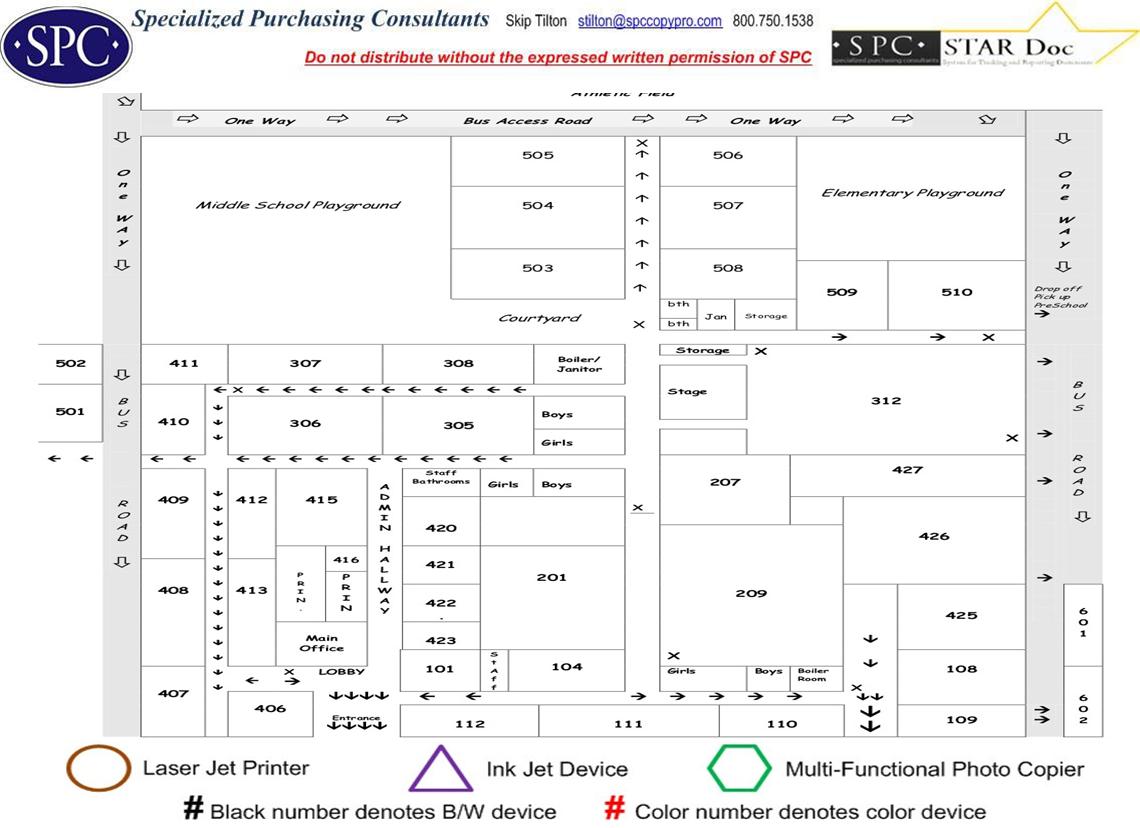 Specialized Purchasing Consultants Skip Tilton stilton@spccopypro.com 800.750.1538
·SPC·
Do not distribute without the expressed written permission of SPC
·SPC· STAR Doc
specialized purchasing consultants System for Tracking and Reporting Documents
Athletic Field
One Way Bus Access Road One Way
One Way
One Way
505 506
Middle School Playground 504 507 Elementary Playground
503 508
509 510
Drop off
Pick up
PreSchool
X
bth Jan Storage
bth
Courtyard X
X
502 411 307 308 Boiler/
Janitor
Storage X
BUS ROAD
BUS ROAD
X
Stage
312
501 410 306 305 Boys
Girls
X
427
409 412 415 ADMIN HALLWAY Staff
Bathrooms Girls Boys 207
X
420 426
416 421
408 413 PRIN. PRIN 201 209
422
.
425 601
Main
Office
423
X
101 Staff 104 108
X LOBBY
Girls Boys Boiler
Room
X
407 406 602
Entrance
112 111 110 109
Laser Jet Printer Ink Jet Device Multi-Functional Photo Copier
# Black number denotes B/W device # Color number denotes color device